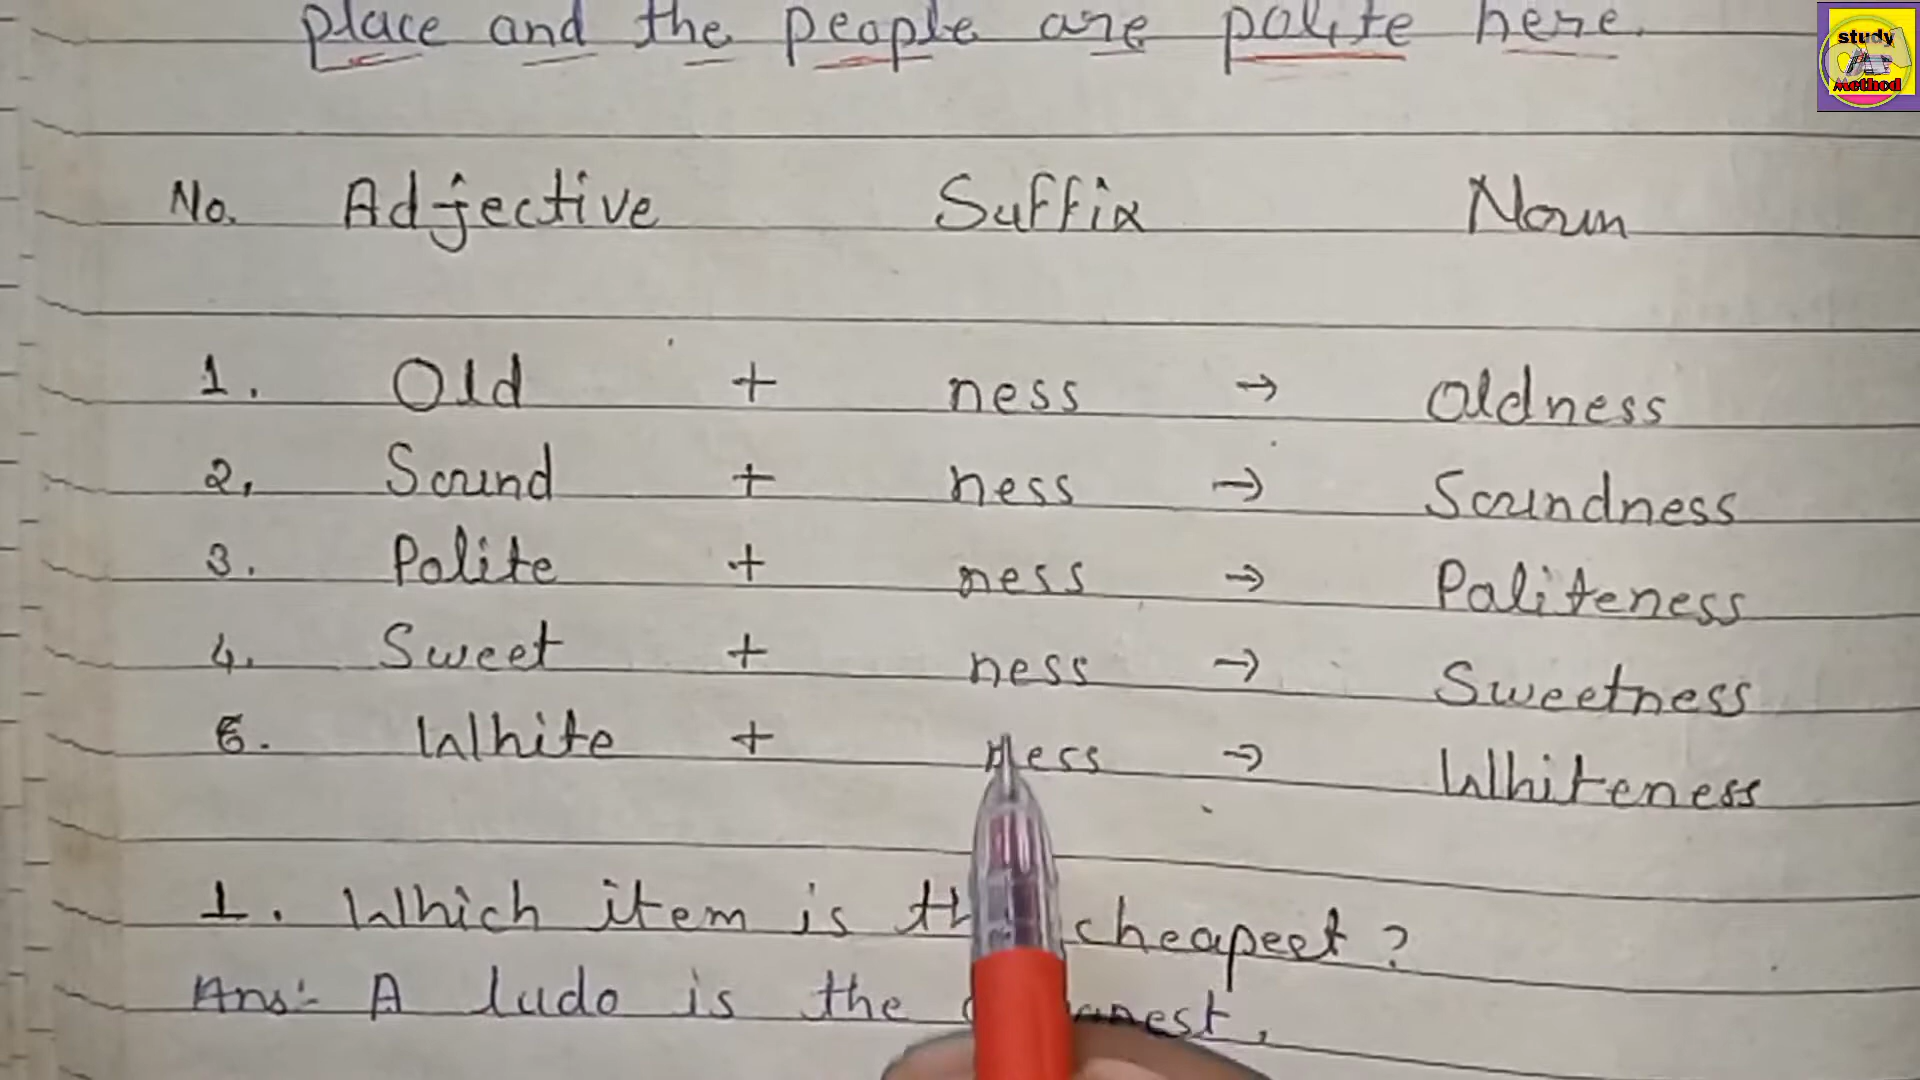 place and the people are polite here.
study
Method
No. Adjective Suffix Noun
1. Old + ness → Oldness
2. Sound + ness → Soundness
3. Polite + ness → Politeness
4. Sweet + ness → Sweetness
5. White + ness → Whiteness
1. Which item is the cheapest?
Ans:- A ludo is the